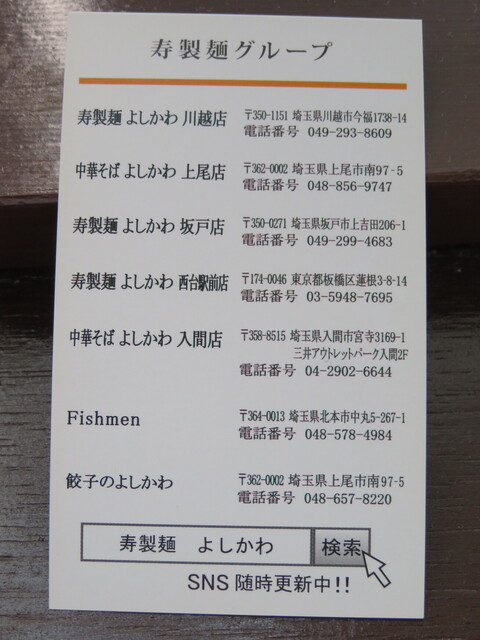 寿製麺グループ
寿製麺 よしかわ 川越店 〒350-1151 埼玉県川越市今福1738-14
電話番号 049-293-8609
中華そば よしかわ 上尾店 〒362-0002 埼玉県上尾市南97-5
電話番号 048-856-9747
寿製麺 よしかわ 坂戸店 〒350-0271 埼玉県坂戸市上吉田206-1
電話番号 049-299-4683
寿製麺 よしかわ 西台駅前店 〒174-0046 東京都板橋区蓮根3-8-14
電話番号 03-5948-7695
中華そば よしかわ 入間店 〒358-8515 埼玉県入間市宮寺3169-1
三井アウトレットパーク入間2F
電話番号 04-2902-6644
Fishmen 〒364-0013 埼玉県北本市中丸5-267-1
電話番号 048-578-4984
餃子のよしかわ 〒362-0002 埼玉県上尾市南97-5
電話番号 048-657-8220
寿製麺 よしかわ 検索
SNS 随時更新中!!